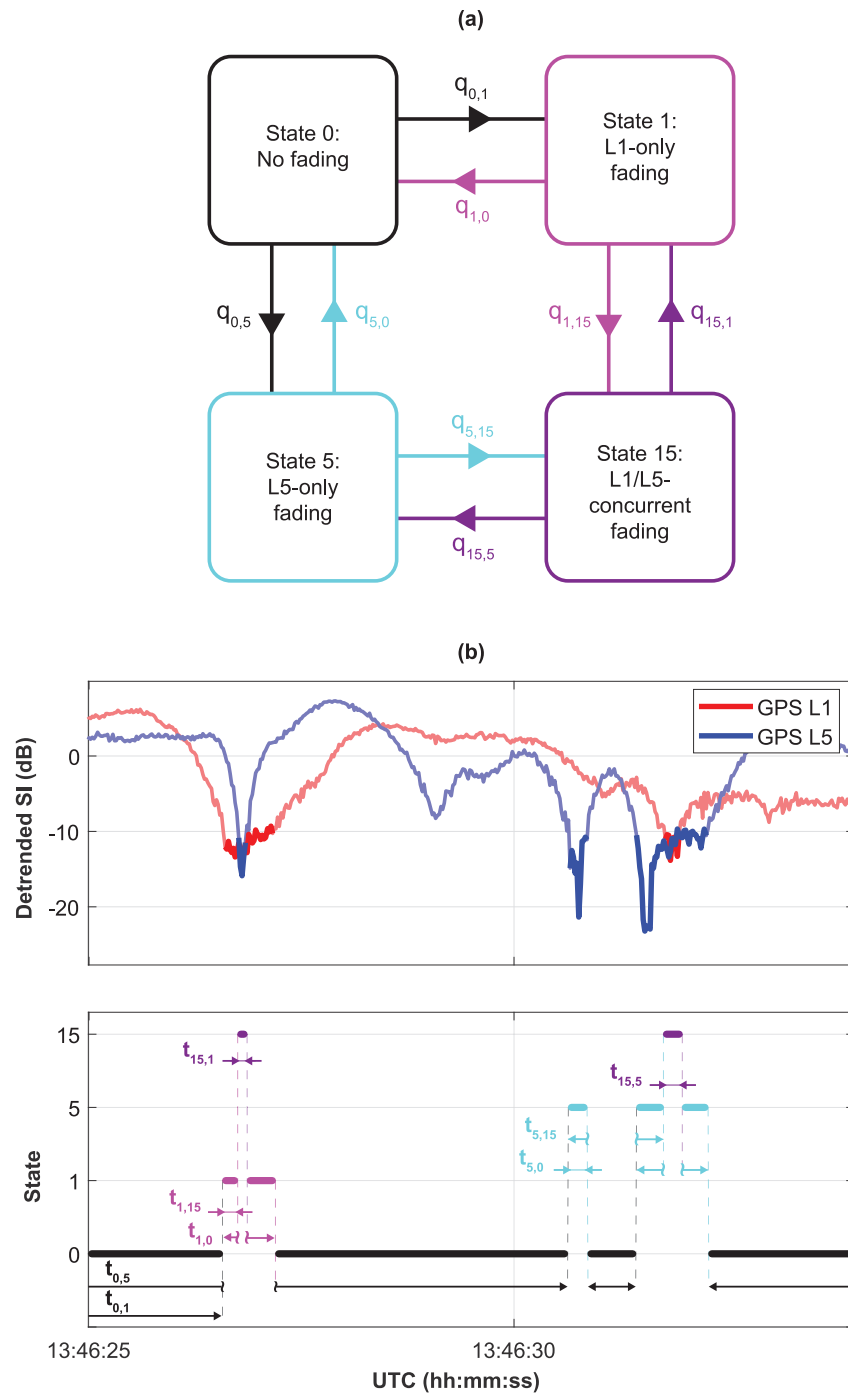 (a)
q0,1
State 0:
No fading
State 1:
L1-only
fading
q1,0
q0,5
q5,0
q1,15
q15,1
q5,15
State 5:
L5-only
fading
State 15:
L1/L5-
concurrent
fading
q15,5
(b)
Detrended SI (dB)
0
-10
-20
GPS L1
GPS L5
State
15
5
1
0
t15,1
t15,5
t5,15
t5,0
t1,15
t1,0
t0,5
t0,1
13:46:25
13:46:30
UTC (hh:mm:ss)